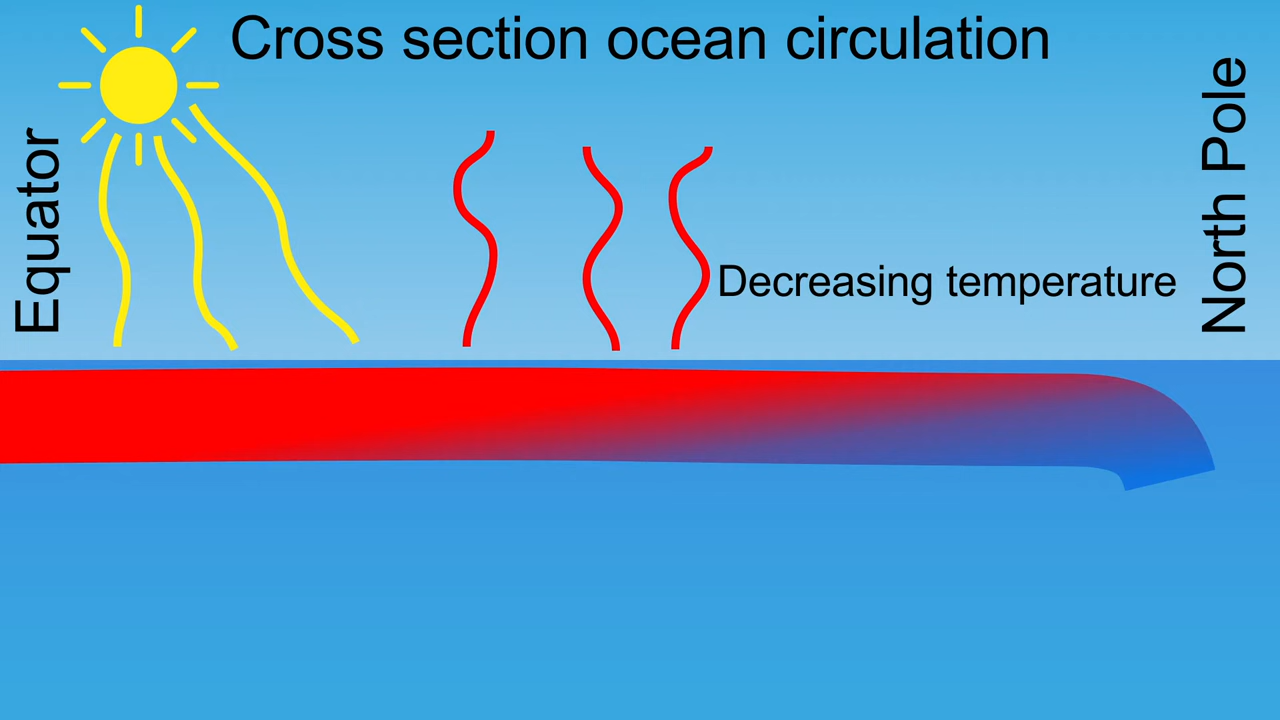 Cross section ocean circulation
Equator
North Pole
Decreasing temperature